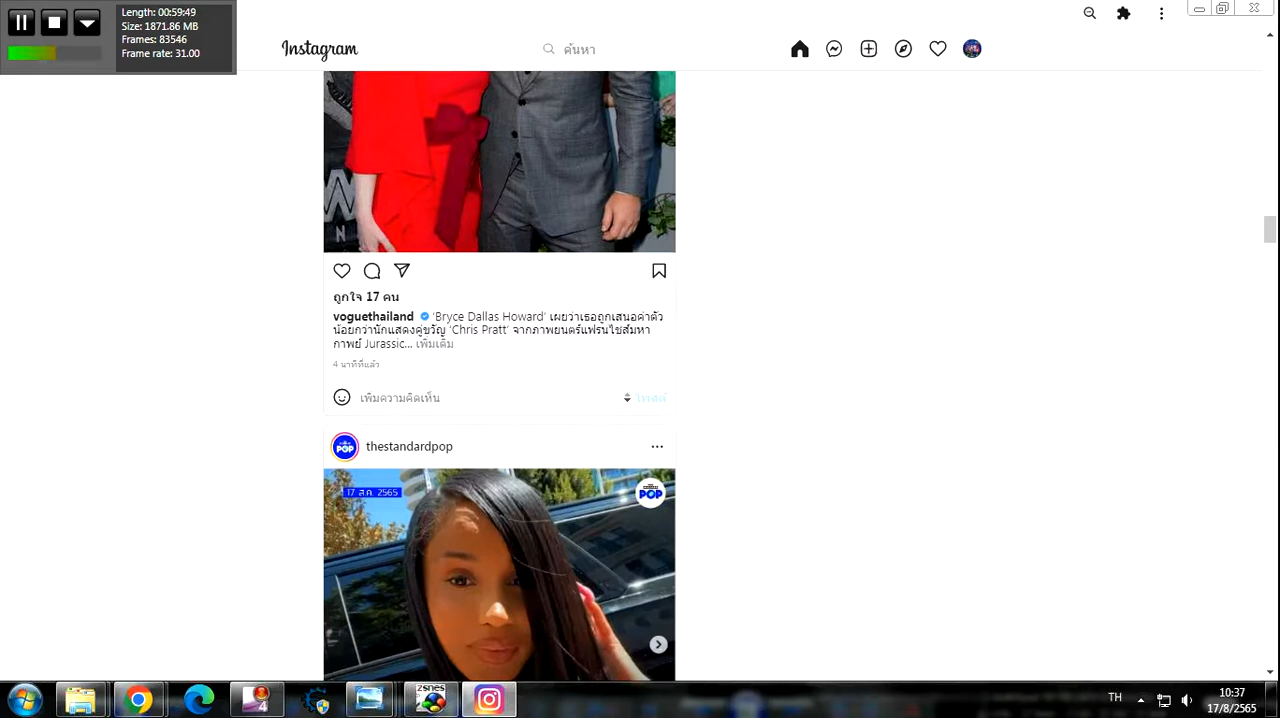 Length: 00:59:49
Size: 1871.86 MB
Frames: 83546
Frame rate: 31.00
Instagram
ค้นหา
ถูกใจ 17 คน
voguethailand 'Bryce Dallas Howard' เผยว่าเธอถูกเสนอค่าตัว
น้อยกว่านักแสดงคู่ขวัญ 'Chris Pratt' จากภาพยนตร์แฟรนไชส์มหา
กาพย์ Jurassic... เพิ่มเติม
4 นาทีที่แล้ว
เพิ่มความคิดเห็น
โพสต์
POP
thestandardpop
17 ส.ค. 2565
POP
4
ZSNES
TH
10:37
17/8/2565